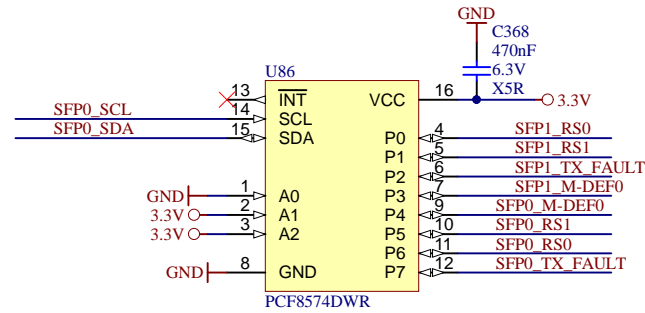 GND
C368
470nF
6.3V
X5R
U86
13 INT VCC 16 3.3V
SFP0_SCL 14 SCL
SFP0_SDA 15 SDA P0 4 SFP1_RS0
P1 5 SFP1_RS1
P2 6 SFP1_TX_FAULT
GND 1 A0 P3 7 SFP1_M-DEF0
3.3V 2 A1 P4 9 SFP0_M-DEF0
3.3V 3 A2 P5 10 SFP0_RS1
P6 11 SFP0_RS0
GND 8 GND P7 12 SFP0_TX_FAULT
PCF8574DWR